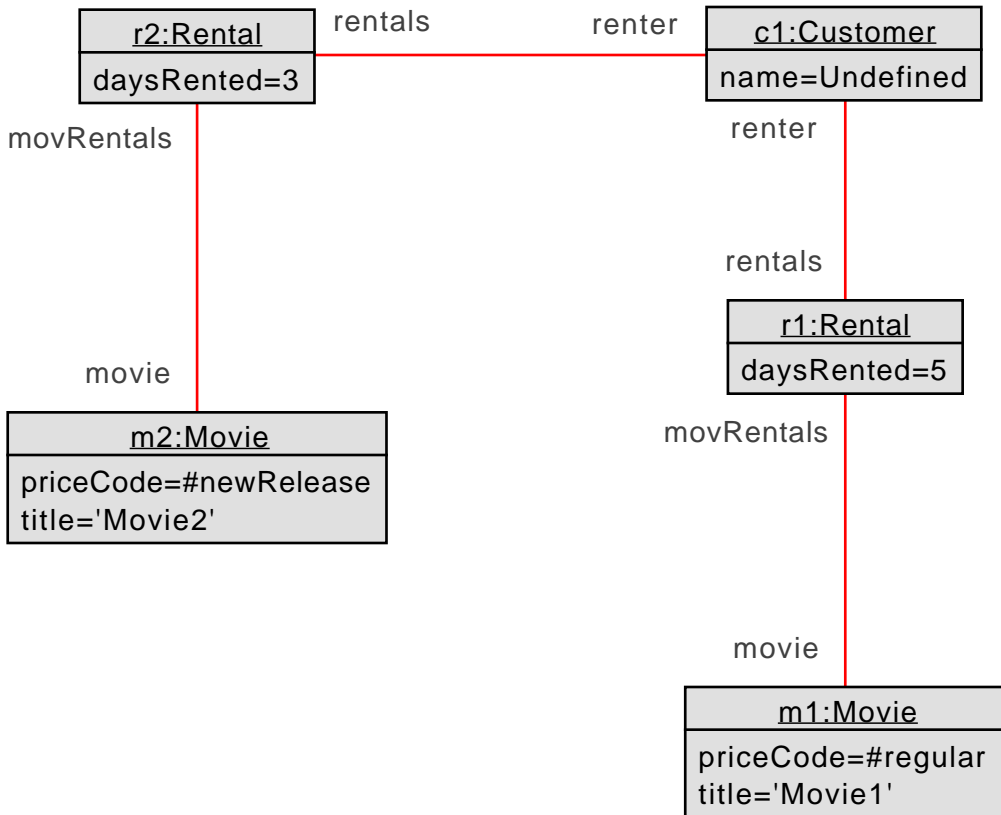 r2:Rental
daysRented=3
rentals
renter
c1:Customer
name=Undefined
movRentals
renter
rentals
r1:Rental
daysRented=5
movie
m2:Movie
priceCode=#newRelease
title='Movie2'
movRentals
movie
m1:Movie
priceCode=#regular
title='Movie1'